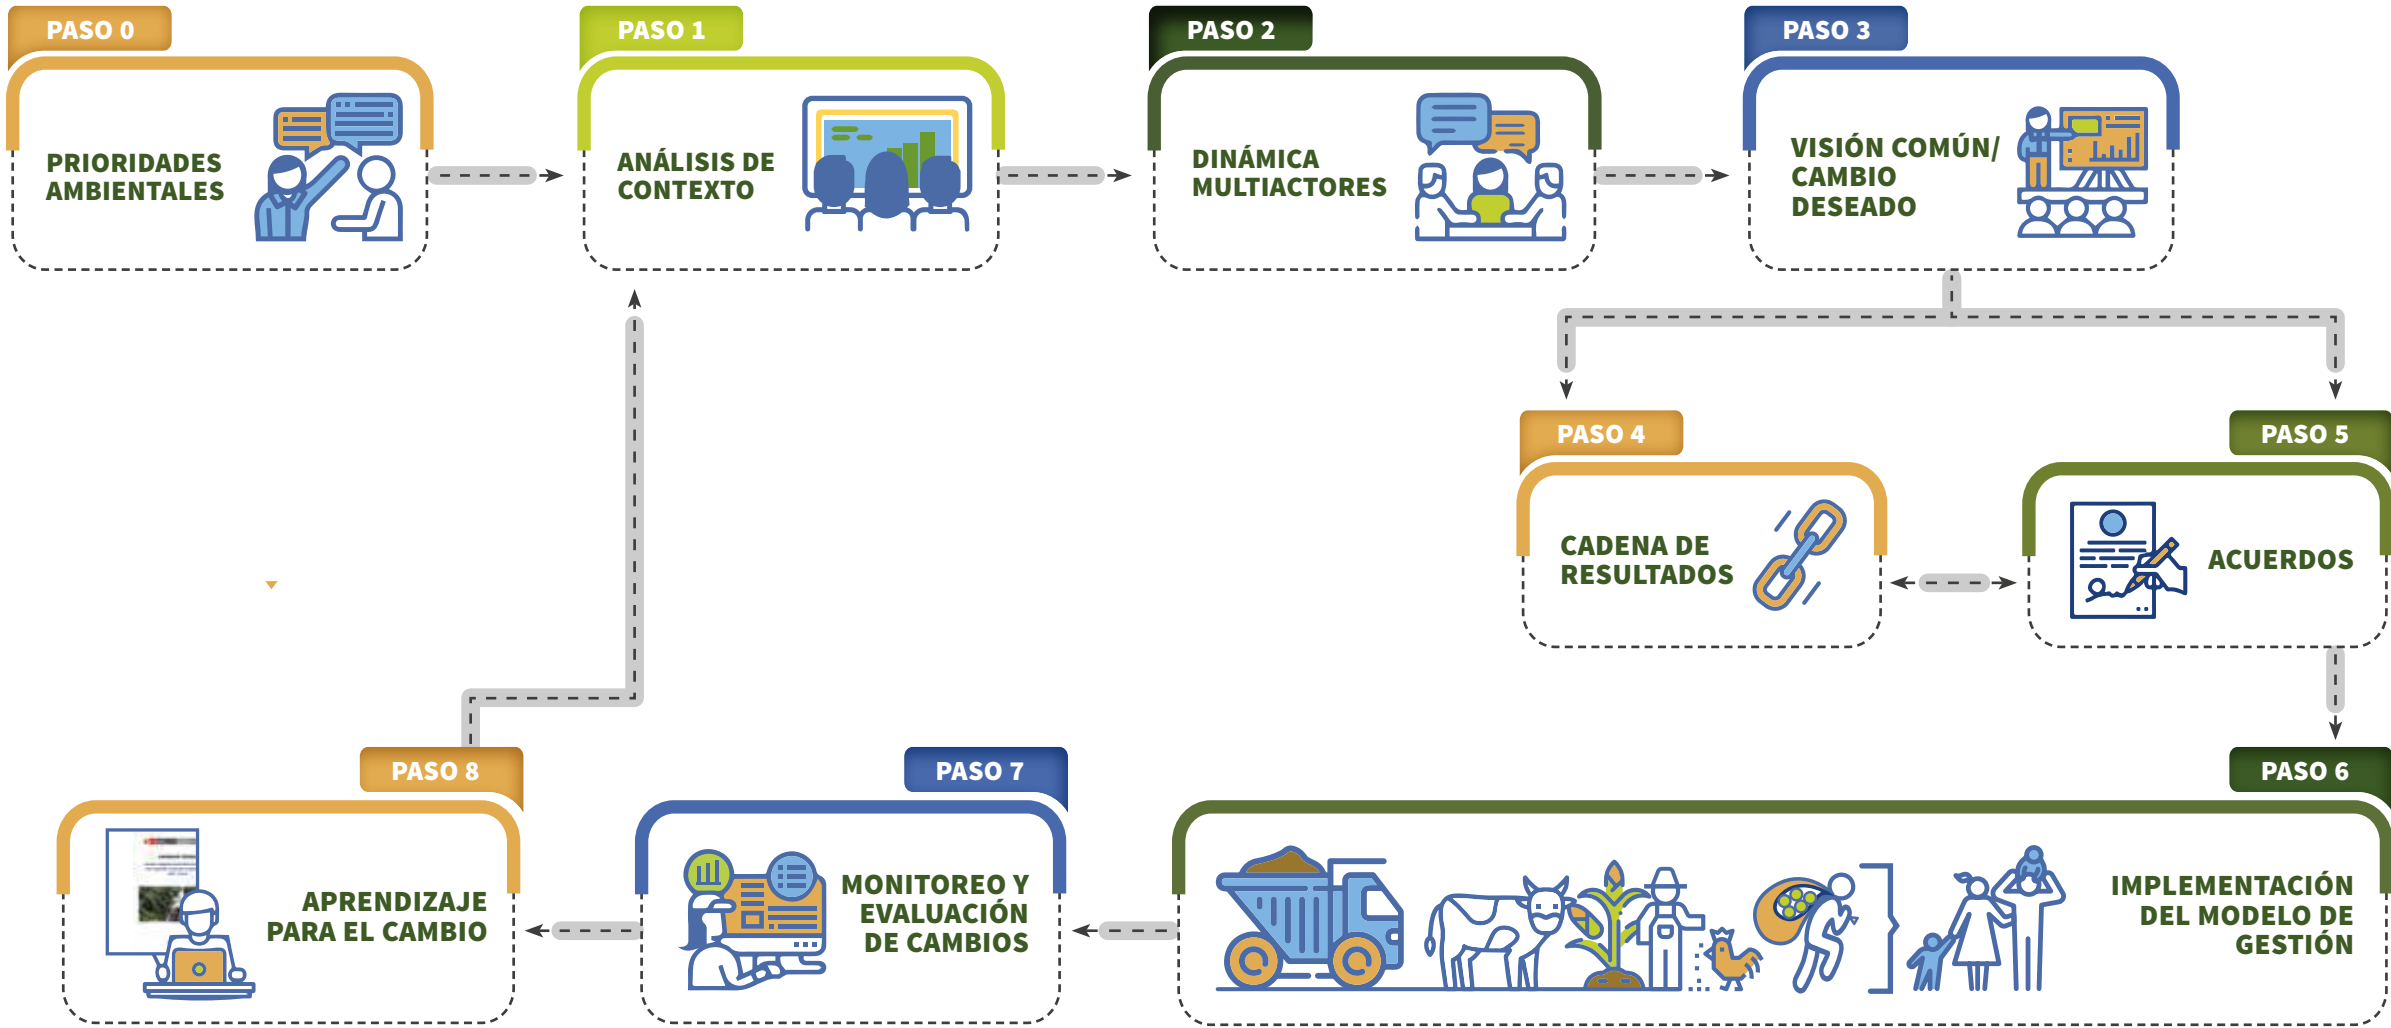 PASO 0
PRIORIDADES
AMBIENTALES
PASO 1
ANÁLISIS DE
CONTEXTO
PASO 2
DINÁMICA
MULTIACTORES
PASO 3
VISIÓN COMÚN/
CAMBIO
DESEADO
PASO 4
CADENA DE
RESULTADOS
PASO 5
ACUERDOS
PASO 6
IMPLEMENTACIÓN
DEL MODELO DE
GESTIÓN
PASO 7
MONITOREO Y
EVALUACIÓN
DE CAMBIOS
PASO 8
APRENDIZAJE
PARA EL CAMBIO